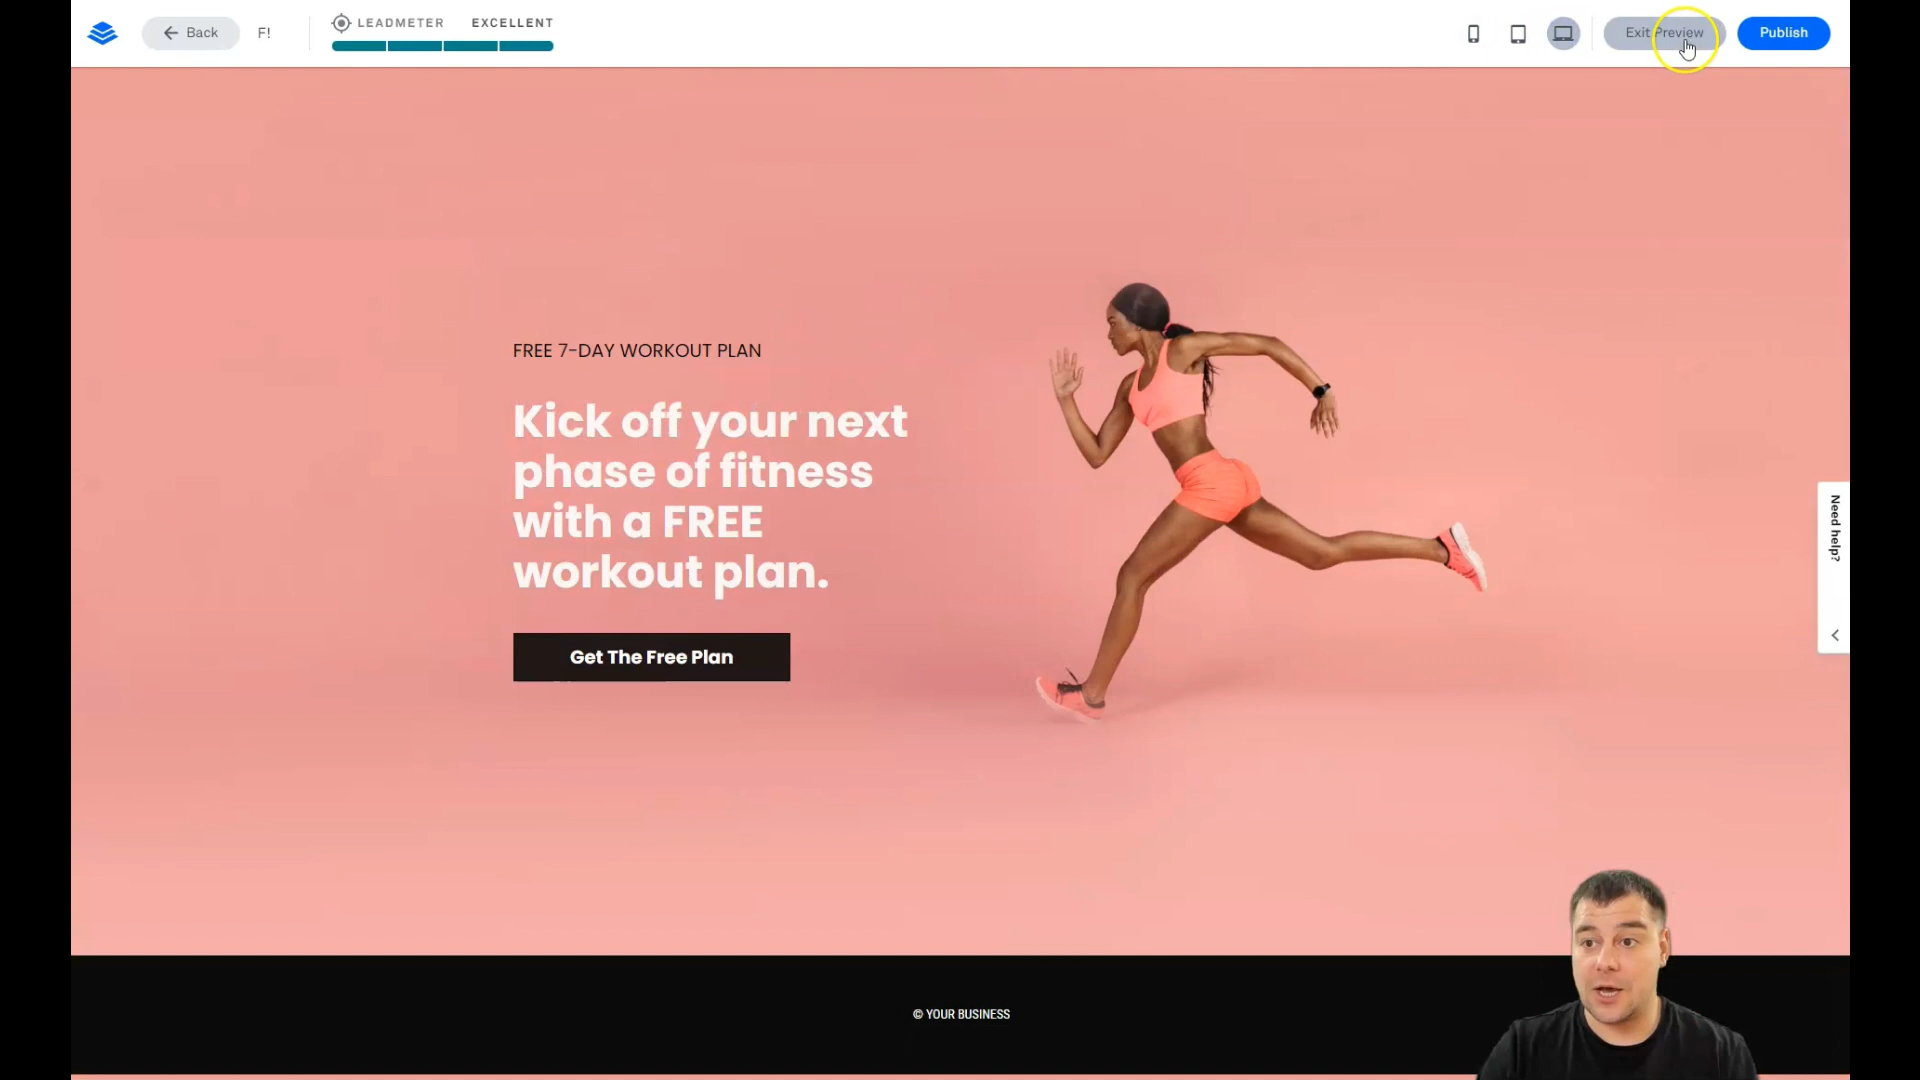 Back
F!
LEADMETER EXCELLENT
Exit Preview
Publish
FREE 7-DAY WORKOUT PLAN
Kick off your next
phase of fitness
with a FREE
workout plan.
Get The Free Plan
Need help?
© YOUR BUSINESS